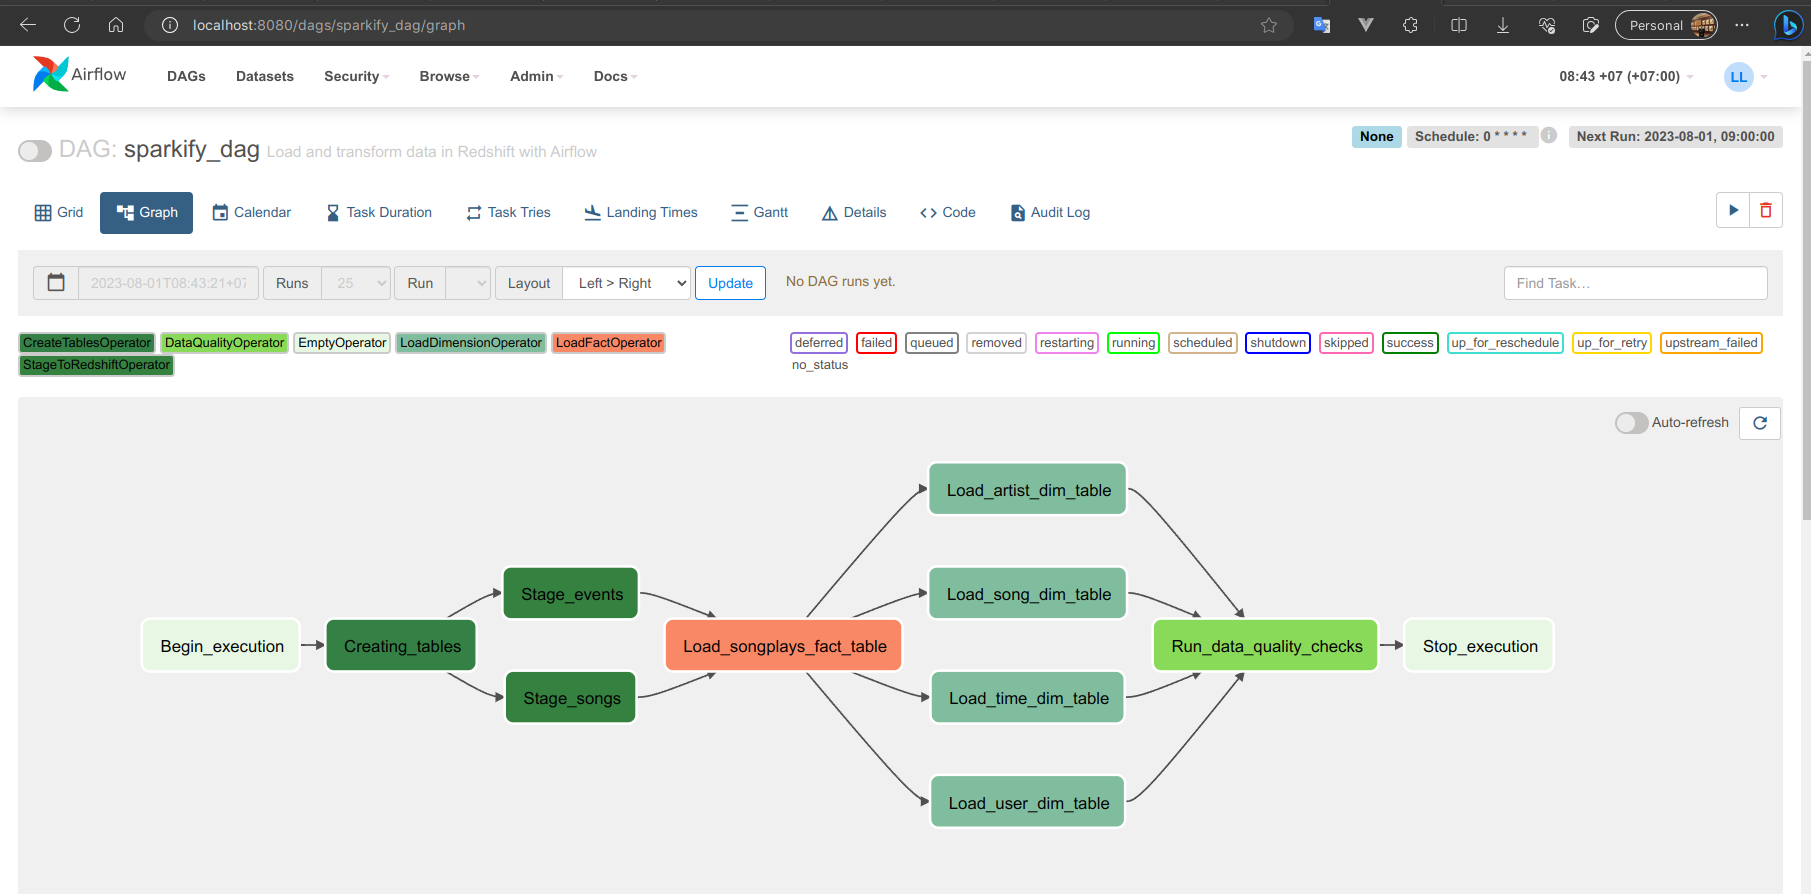 localhost:8080/dags/sparkify_dag/graph
Personal
Airflow DAGs Datasets Security Browse Admin Docs 08:43 +07 (+07:00) LL
DAG: sparkify_dag Load and transform data in Redshift with Airflow
None Schedule: 0 * * * * i Next Run: 2023-08-01, 09:00:00
Grid Graph Calendar Task Duration Task Tries Landing Times Gantt Details Code Audit Log
2023-08-01T08:43:21+07 Runs 25 Run Layout Left > Right Update No DAG runs yet. Find Task...
CreateTablesOperator DataQualityOperator EmptyOperator LoadDimensionOperator LoadFactOperator
StageToRedshiftOperator
deferred failed queued removed restarting running scheduled shutdown skipped success up_for_reschedule up_for_retry upstream_failed
no_status
Auto-refresh
Load_artist_dim_table
Stage_events
Load_song_dim_table
Begin_execution
Creating_tables
Load_songplays_fact_table
Run_data_quality_checks
Stop_execution
Stage_songs
Load_time_dim_table
Load_user_dim_table